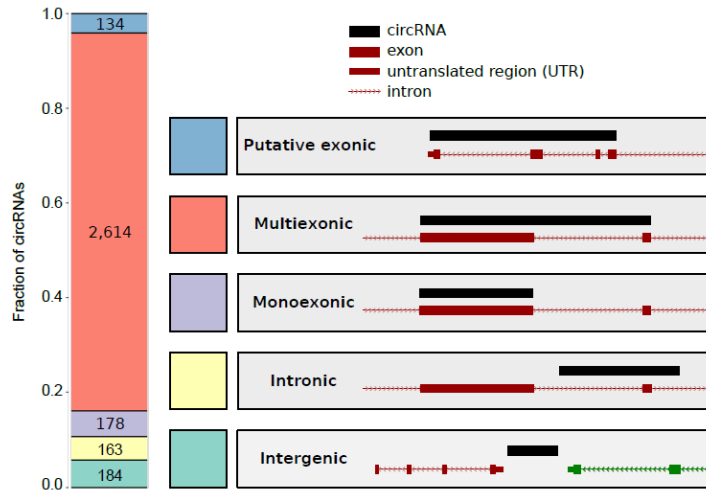 1.0
134
circRNA
exon
untranslated region (UTR)
intron
0.8
Putative exonic
0.6
Fraction of circRNAs
2,614
Multiexonic
0.4
Monoexonic
0.2
Intronic
178
163
184
Intergenic
0.0